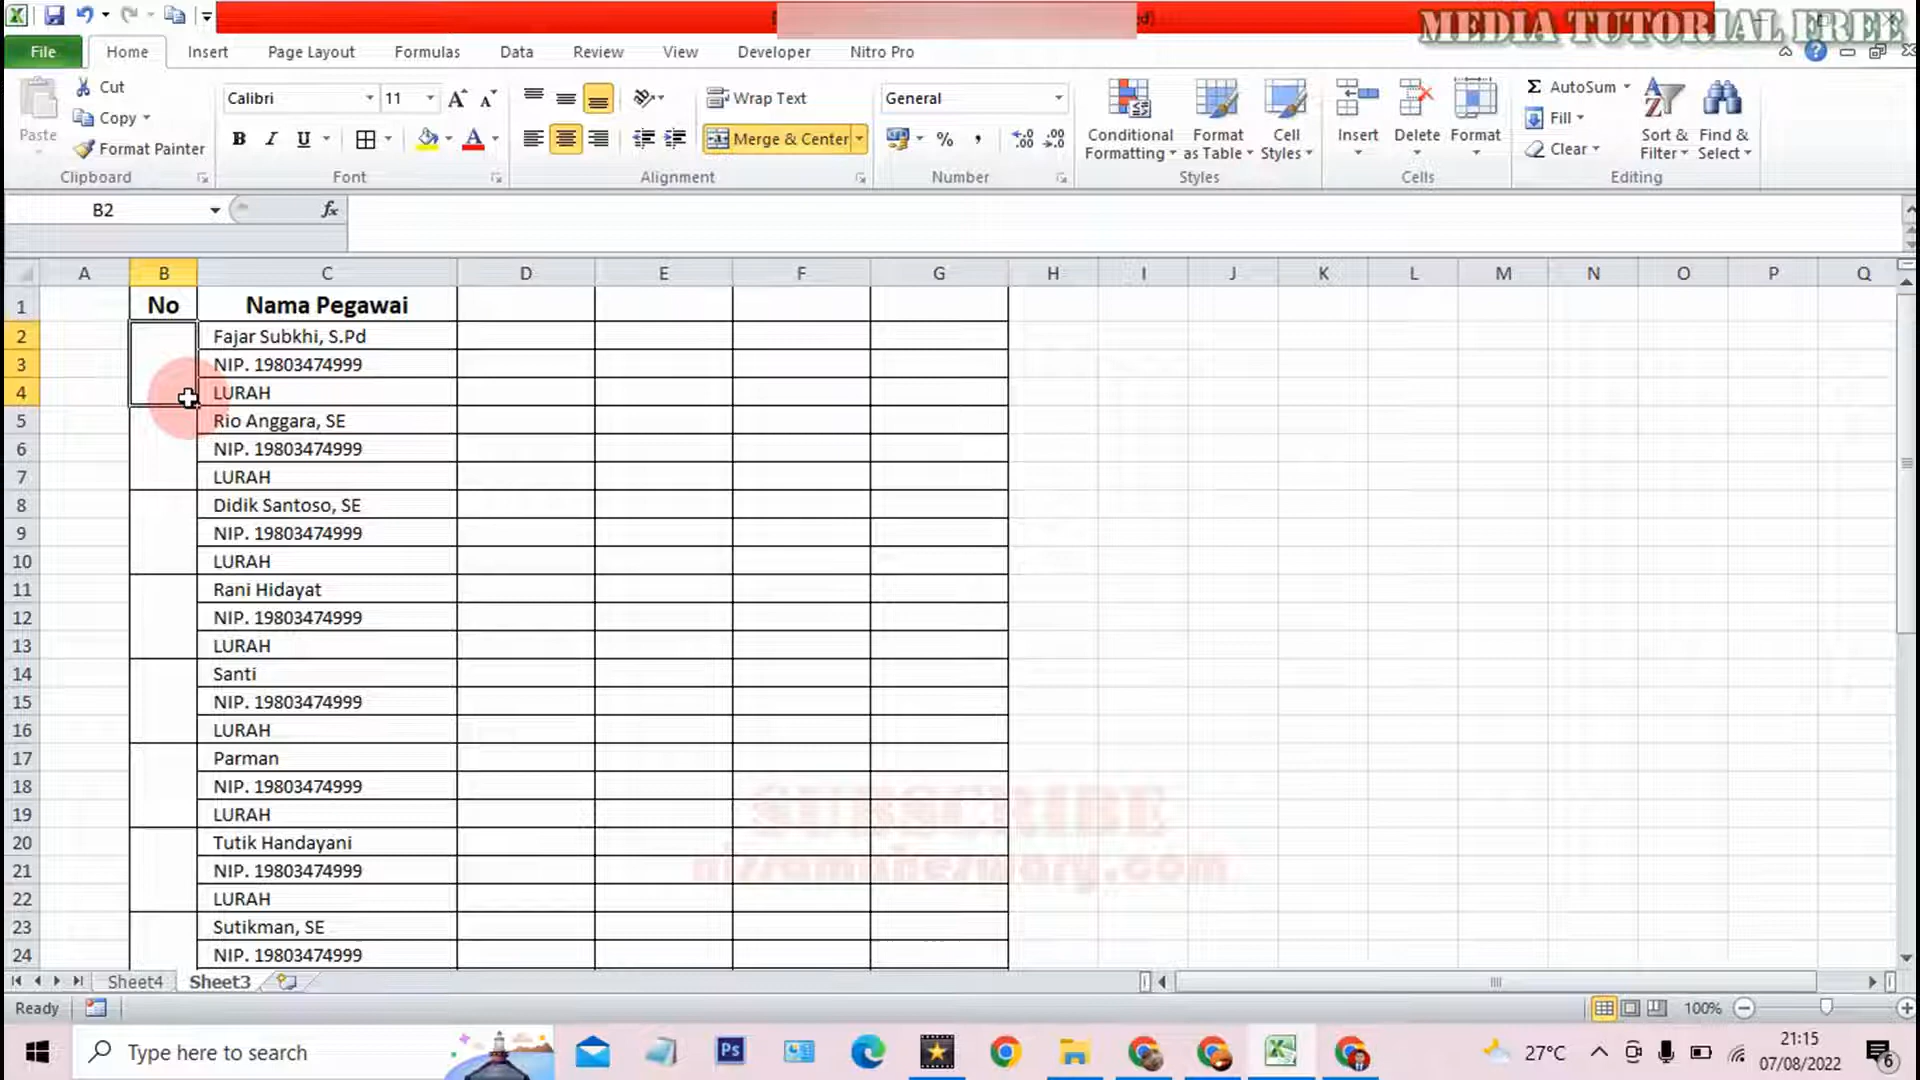 MEDIA TUTORIAL FREE
File Home Insert Page Layout Formulas Data Review View Developer Nitro Pro
Paste
Cut
Copy
Format Painter
Clipboard
Calibri 11
B I U
Font
Wrap Text
Merge & Center
Alignment
General
%
Number
Conditional Formatting
Format as Table
Cell Styles
Styles
Insert Delete Format
Cells
AutoSum
Fill
Clear
Sort & Filter
Find & Select
Editing
B2 fx
A B C D E F G H I J K L M N O P Q
1 No Nama Pegawai
2 Fajar Subkhi, S.Pd
3 NIP. 19803474999
4 LURAH
5 Rio Anggara, SE
6 NIP. 19803474999
7 LURAH
8 Didik Santoso, SE
9 NIP. 19803474999
10 LURAH
11 Rani Hidayat
12 NIP. 19803474999
13 LURAH
14 Santi
15 NIP. 19803474999
16 LURAH
17 Parman
18 NIP. 19803474999
19 LURAH
20 Tutik Handayani
21 NIP. 19803474999
22 LURAH
23 Sutikman, SE
24 NIP. 19803474999
SUBSCRIBE
Sheet4 Sheet3
Ready 100%
Type here to search
Ps
27°C
21:15
07/08/2022
6